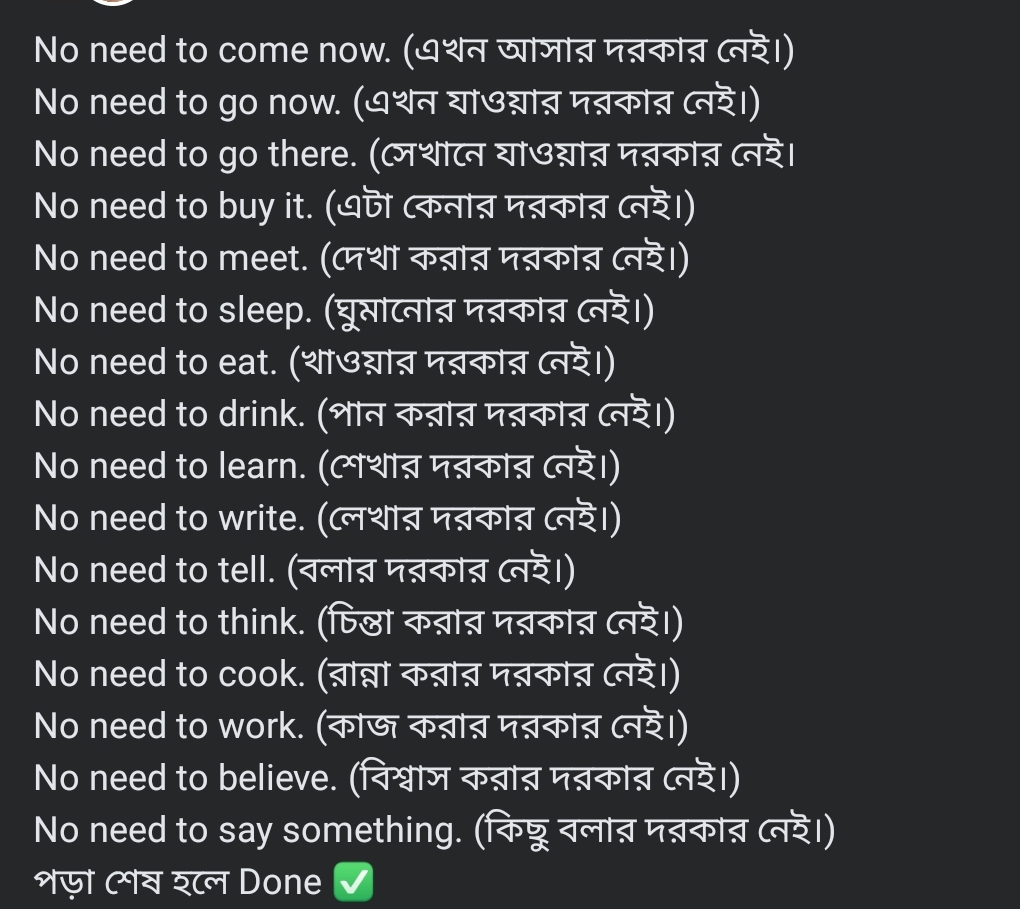 No need to come now. (এখন আসার দরকার নেই।)
No need to go now. (এখন যাওয়ার দরকার নেই।)
No need to go there. (সেখানে যাওয়ার দরকার নেই।
No need to buy it. (এটা কেনার দরকার নেই।)
No need to meet. (দেখা করার দরকার নেই।)
No need to sleep. (ঘুমানোর দরকার নেই।)
No need to eat. (খাওয়ার দরকার নেই।)
No need to drink. (পান করার দরকার নেই।)
No need to learn. (শেখার দরকার নেই।)
No need to write. (লেখার দরকার নেই।)
No need to tell. (বলার দরকার নেই।)
No need to think. (চিন্তা করার দরকার নেই।)
No need to cook. (রান্না করার দরকার নেই।)
No need to work. (কাজ করার দরকার নেই।)
No need to believe. (বিশ্বাস করার দরকার নেই।)
No need to say something. (কিছু বলার দরকার নেই।)
পড়া শেষ হলে Done ✅